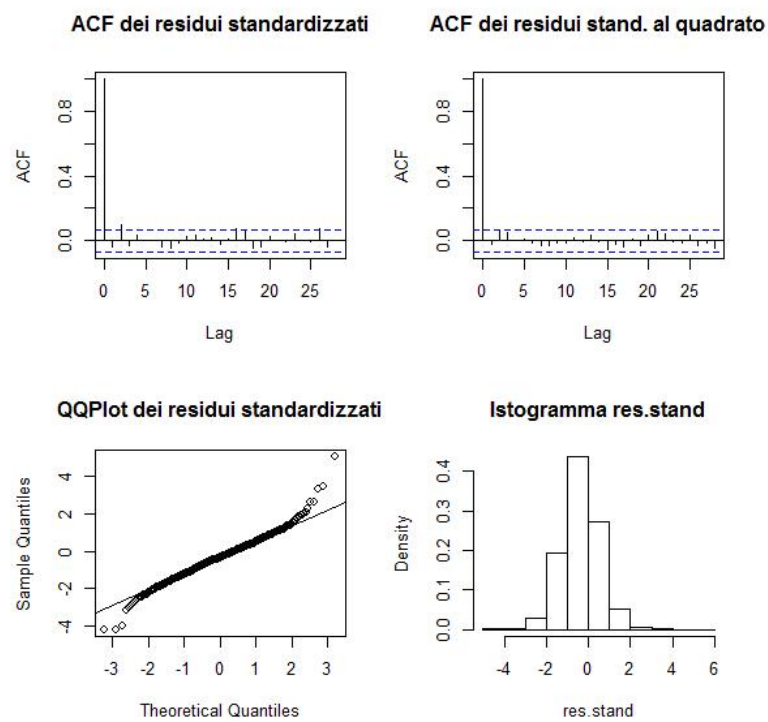 ACF dei residui standardizzati
ACF
0.0 0.4 0.8
0 5 10 15 20 25
Lag
ACF dei residui stand. al quadrato
ACF
0.0 0.4 0.8
0 5 10 15 20 25
Lag
QQPlot dei residui standardizzati
Sample Quantiles
-4 -2 0 2 4
-3 -2 -1 0 1 2 3
Theoretical Quantiles
Istogramma res.stand
Density
0.0 0.1 0.2 0.3 0.4
-4 -2 0 2 4 6
res.stand